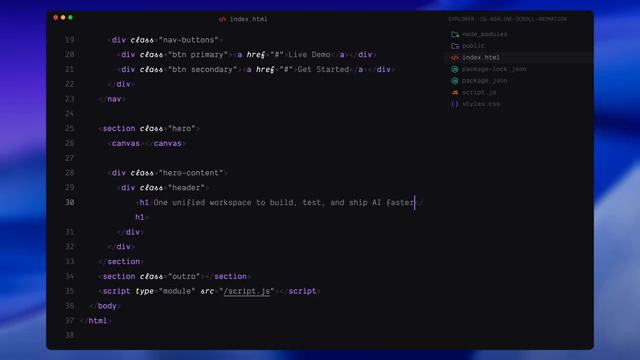 </> index.html
EXPLORER : CG-ADALINE-SCROLL-ANIMATION
19 <div class="nav-buttons">
20 <div class="btn primary"><a href="#">Live Demo</a></div>
21 <div class="btn secondary"><a href="#">Get Started</a></div>
22 </div>
23 </nav>
24
25 <section class="hero">
26 <canvas></canvas>
27
28 <div class="hero-content">
29 <div class="header">
30 <h1>One unified workspace to build, test, and ship AI faster</
h1>
31 </div>
32 </div>
33 </section>
34 <section class="outro"></section>
35 <script type="module" src="/script.js"></script>
36 </body>
37 </html>
38
node_modules
public
</> index.html
package-lock.json
package.json
script.js
styles.css